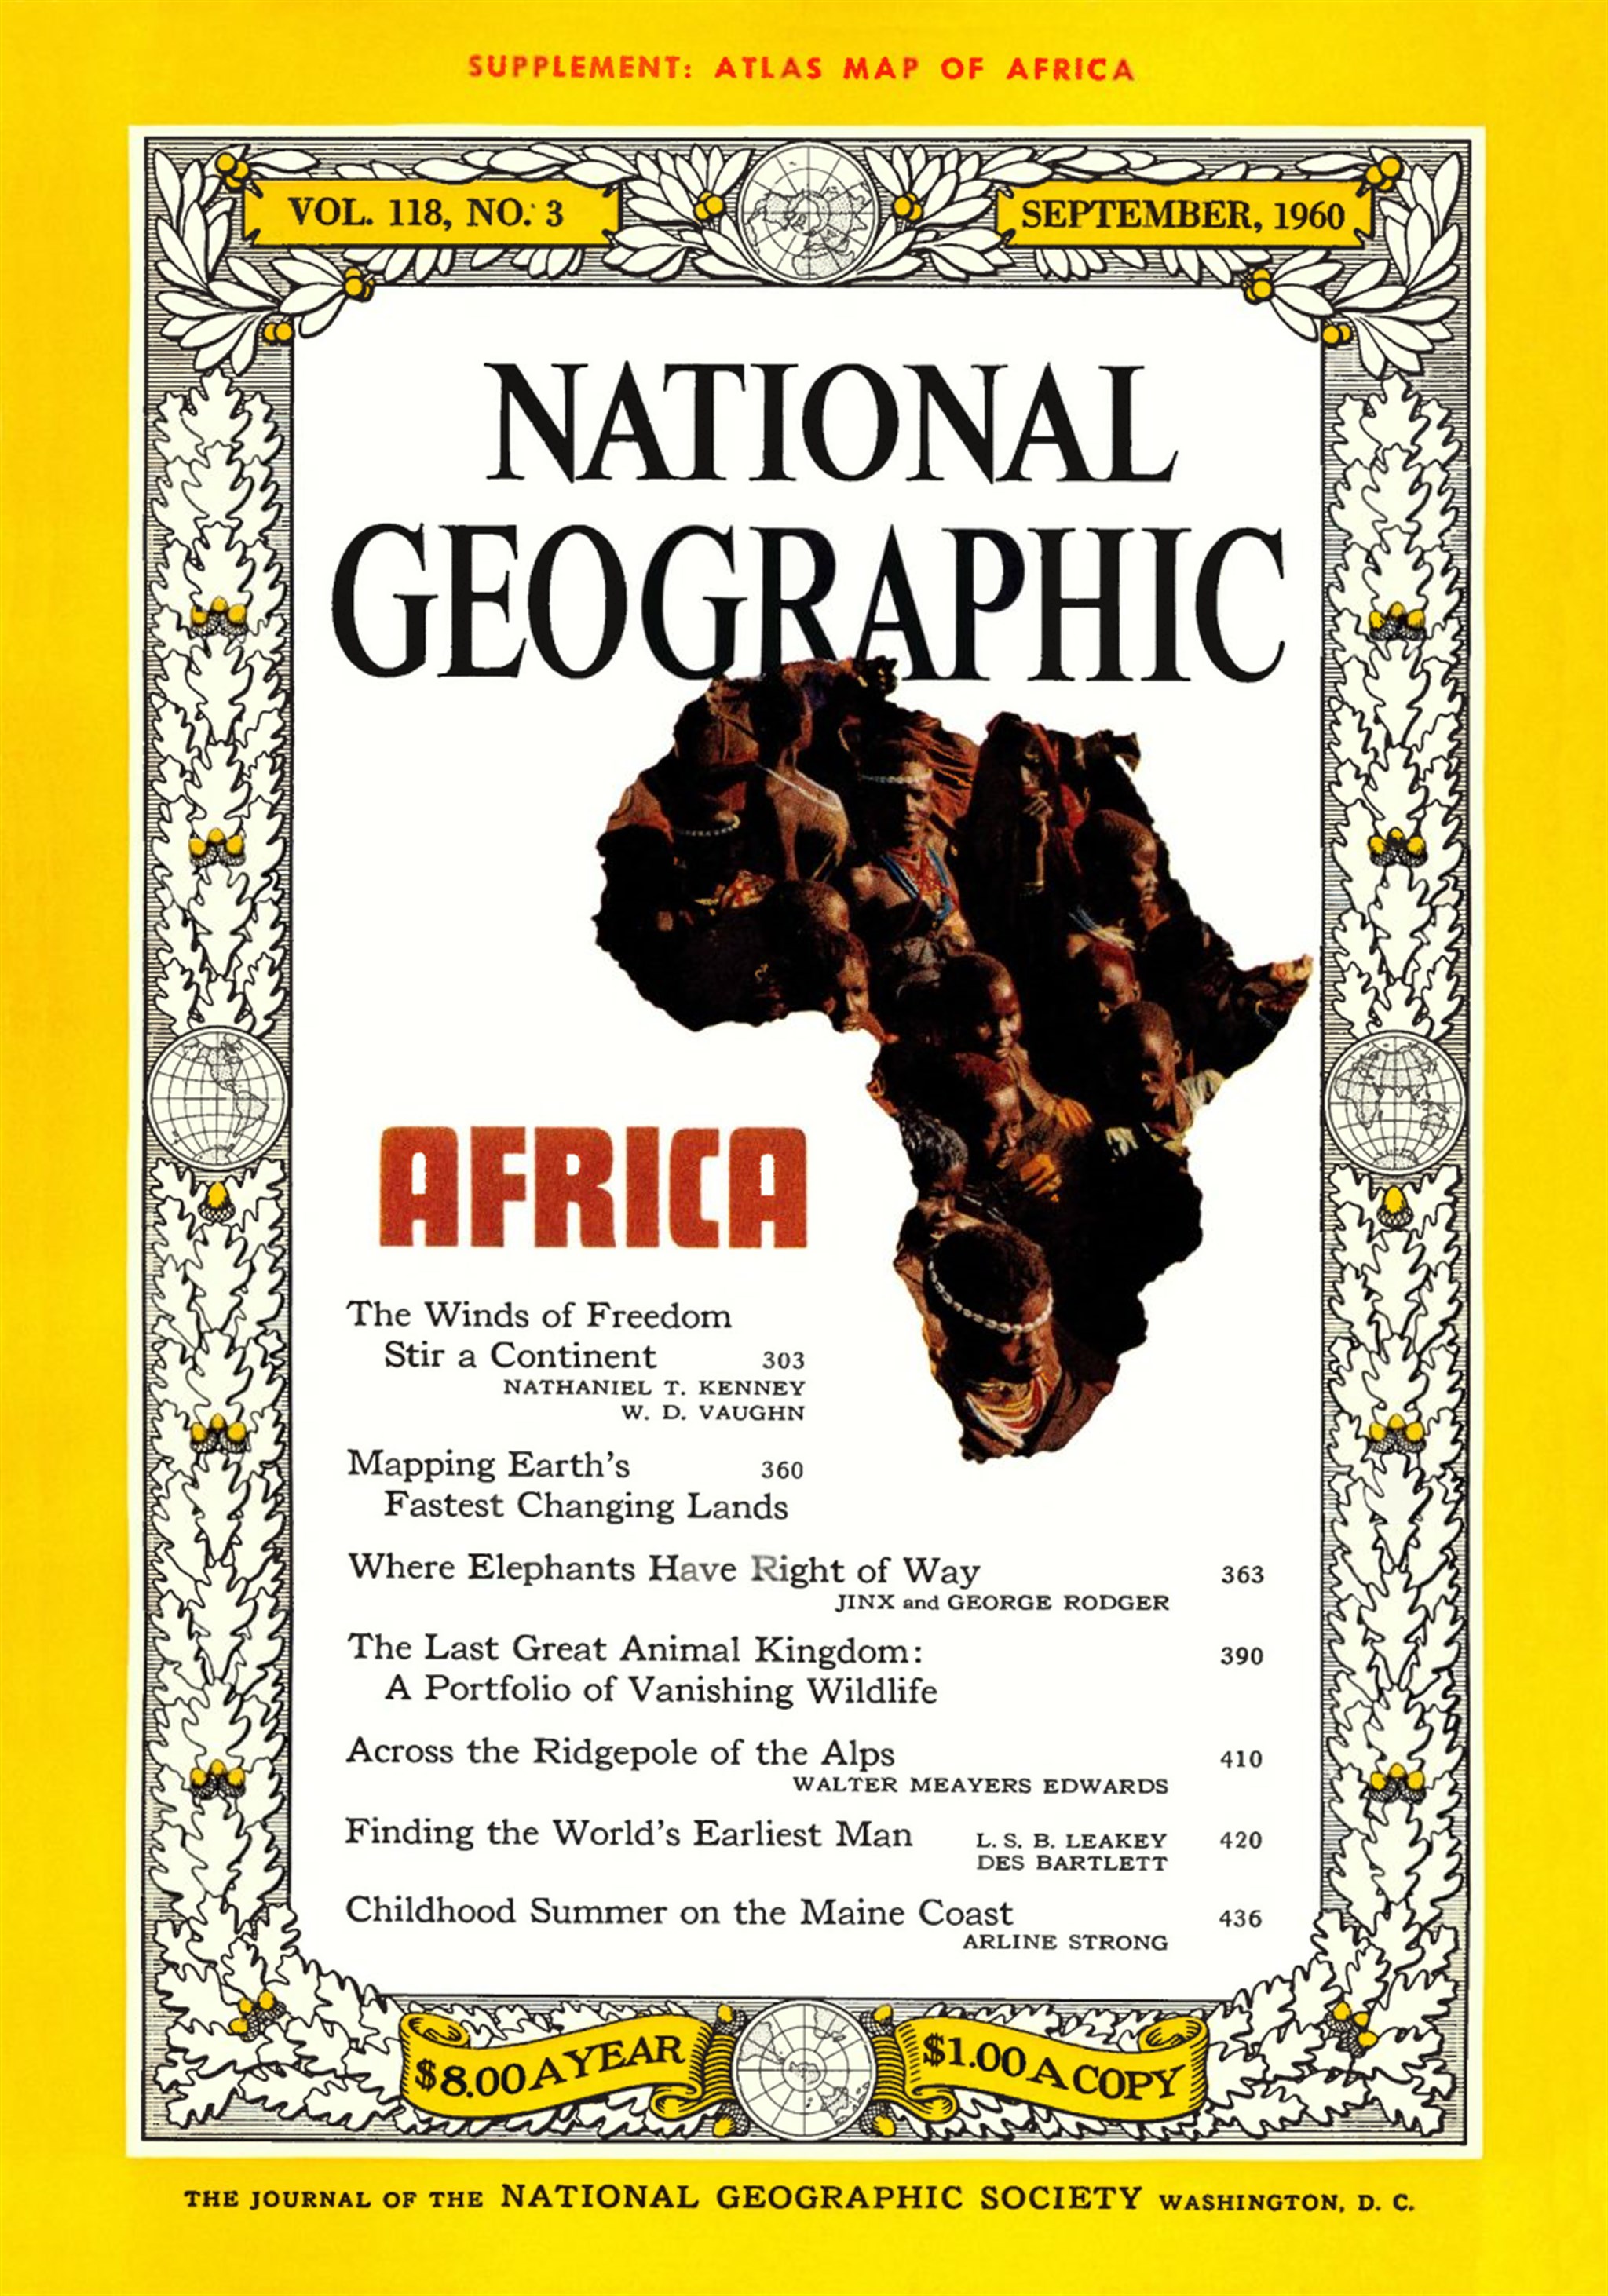 SUPPLEMENT: ATLAS MAP OF AFRICA
VOL. 118, NO. 3
SEPTEMBER, 1960
NATIONAL
GEOGRAPHIC
AFRICA
The Winds of Freedom
Stir a Continent 303
NATHANIEL T. KENNEY
W. D. VAUGHN
Mapping Earth's 360
Fastest Changing Lands
Where Elephants Have Right of Way 363
JINX and GEORGE RODGER
The Last Great Animal Kingdom: 390
A Portfolio of Vanishing Wildlife
Across the Ridgepole of the Alps 410
WALTER MEAYERS EDWARDS
Finding the World's Earliest Man L. S. B. LEAKEY 420
DES BARTLETT
Childhood Summer on the Maine Coast 436
ARLINE STRONG
$8.00 A YEAR
$1.00 A COPY
THE JOURNAL OF THE NATIONAL GEOGRAPHIC SOCIETY WASHINGTON, D. C.